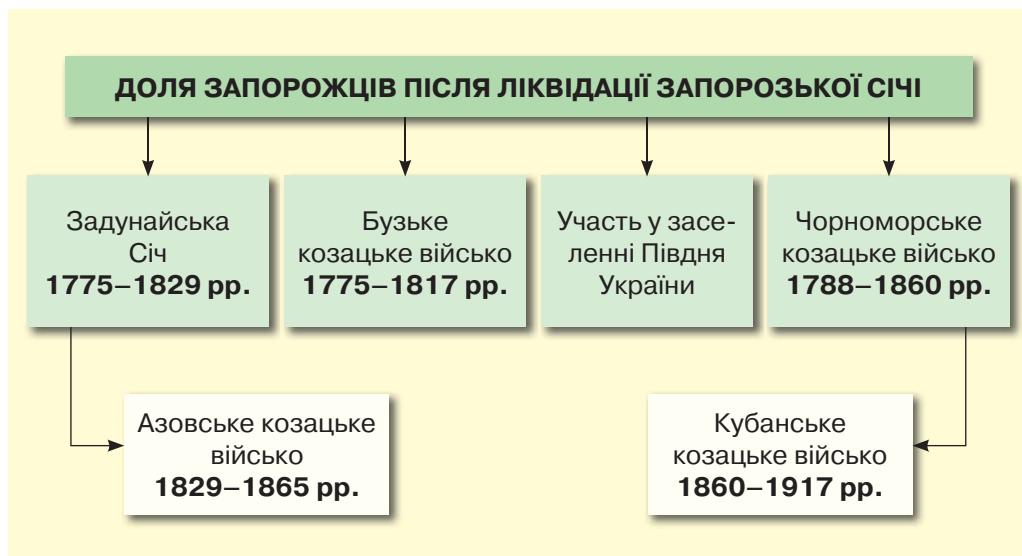 ДОЛЯ ЗАПОРОЖЦІВ ПІСЛЯ ЛІКВІДАЦІЇ ЗАПОРОЗЬКОЇ СІЧІ
Задунайська
Січ
1775–1829 рр.
Бузьке
козацьке військо
1775–1817 рр.
Участь у засе-
ленні Півдня
України
Чорноморське
козацьке військо
1788–1860 рр.
Азовське козацьке
військо
1829–1865 рр.
Кубанське
козацьке військо
1860–1917 рр.